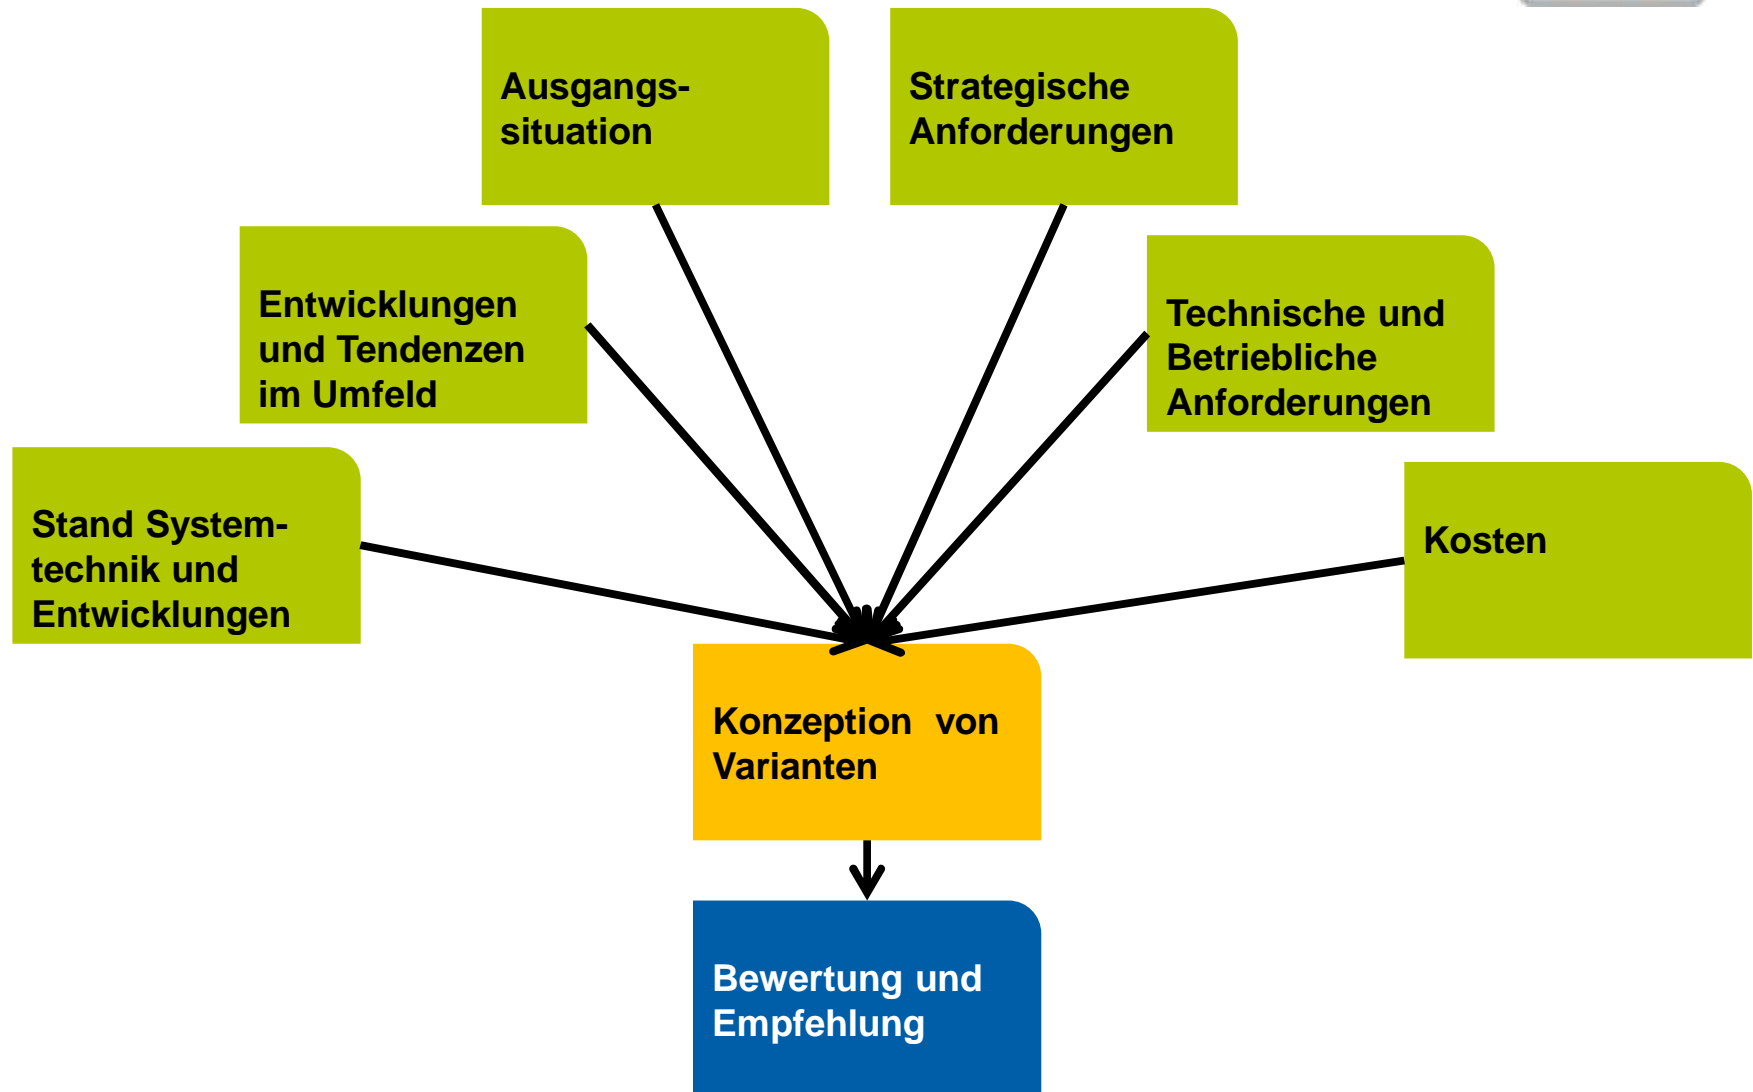 Ausgangs-
situation
Strategische
Anforderungen
Entwicklungen
und Tendenzen
im Umfeld
Technische und
Betriebliche
Anforderungen
Stand System-
technik und
Entwicklungen
Kosten
Konzeption von
Varianten
Bewertung und
Empfehlung